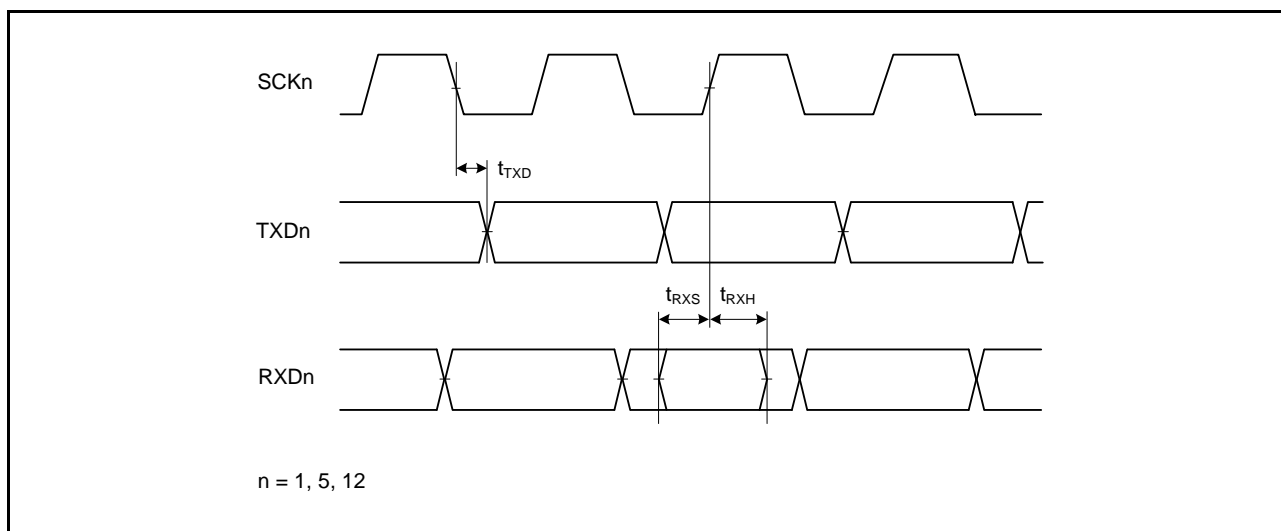 SCKn
tTXD
TXDn
tRXS tRXH
RXDn
n = 1, 5, 12